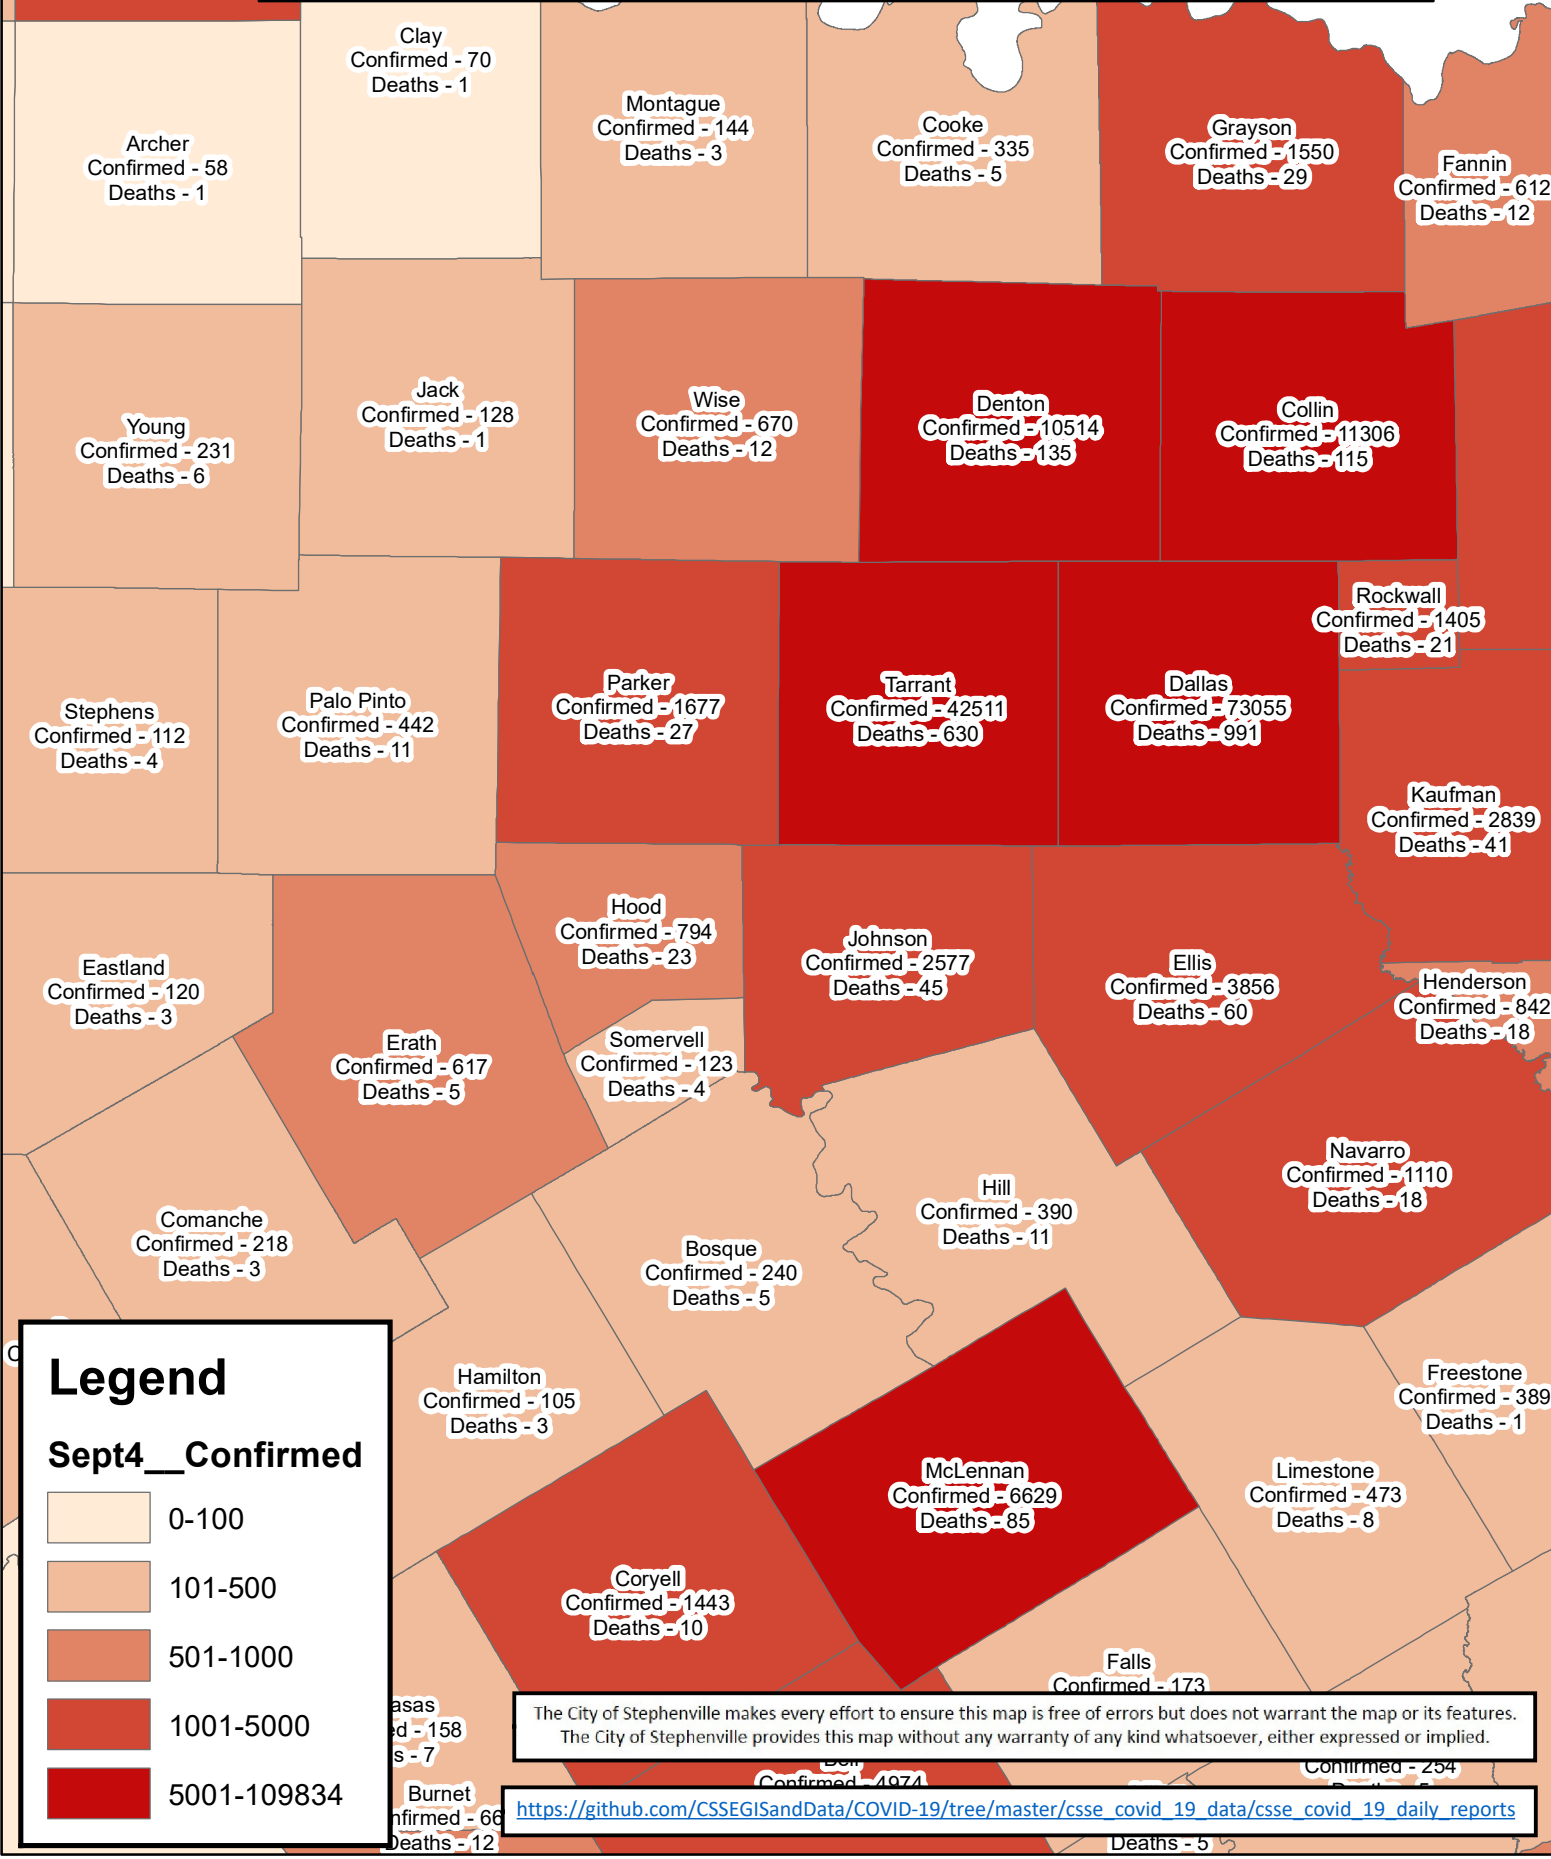 Clay
Confirmed - 70
Deaths - 1
Archer
Confirmed - 58
Deaths - 1
Montague
Confirmed - 144
Deaths - 3
Cooke
Confirmed - 335
Deaths - 5
Grayson
Confirmed - 1550
Deaths - 29
Fannin
Confirmed - 612
Deaths - 12
Young
Confirmed - 231
Deaths - 6
Jack
Confirmed - 128
Deaths - 1
Wise
Confirmed - 670
Deaths - 12
Denton
Confirmed - 10514
Deaths - 135
Collin
Confirmed - 11306
Deaths - 115
Rockwall
Confirmed - 1405
Deaths - 21
Stephens
Confirmed - 112
Deaths - 4
Palo Pinto
Confirmed - 442
Deaths - 11
Parker
Confirmed - 1677
Deaths - 27
Tarrant
Confirmed - 42511
Deaths - 630
Dallas
Confirmed - 73055
Deaths - 991
Kaufman
Confirmed - 2839
Deaths - 41
Eastland
Confirmed - 120
Deaths - 3
Erath
Confirmed - 617
Deaths - 5
Hood
Confirmed - 794
Deaths - 23
Somervell
Confirmed - 123
Deaths - 4
Johnson
Confirmed - 2577
Deaths - 45
Ellis
Confirmed - 3856
Deaths - 60
Henderson
Confirmed - 842
Deaths - 18
Navarro
Confirmed - 1110
Deaths - 18
Comanche
Confirmed - 218
Deaths - 3
Bosque
Confirmed - 240
Deaths - 5
Hill
Confirmed - 390
Deaths - 11
Hamilton
Confirmed - 105
Deaths - 3
McLennan
Confirmed - 6629
Deaths - 85
Limestone
Confirmed - 473
Deaths - 8
Freestone
Confirmed - 389
Deaths - 1
Coryell
Confirmed - 1443
Deaths - 10
Falls
Confirmed - 173
asas
ed - 158
s - 7
Burnet
nfirmed - 66
Deaths - 12
Bell
Confirmed - 4974
Confirmed - 254
Deaths - 5
Legend
Sept4__Confirmed
0-100
101-500
501-1000
1001-5000
5001-109834
The City of Stephenville makes every effort to ensure this map is free of errors but does not warrant the map or its features.
The City of Stephenville provides this map without any warranty of any kind whatsoever, either expressed or implied.
https://github.com/CSSEGISandData/COVID-19/tree/master/csse_covid_19_data/csse_covid_19_daily_reports